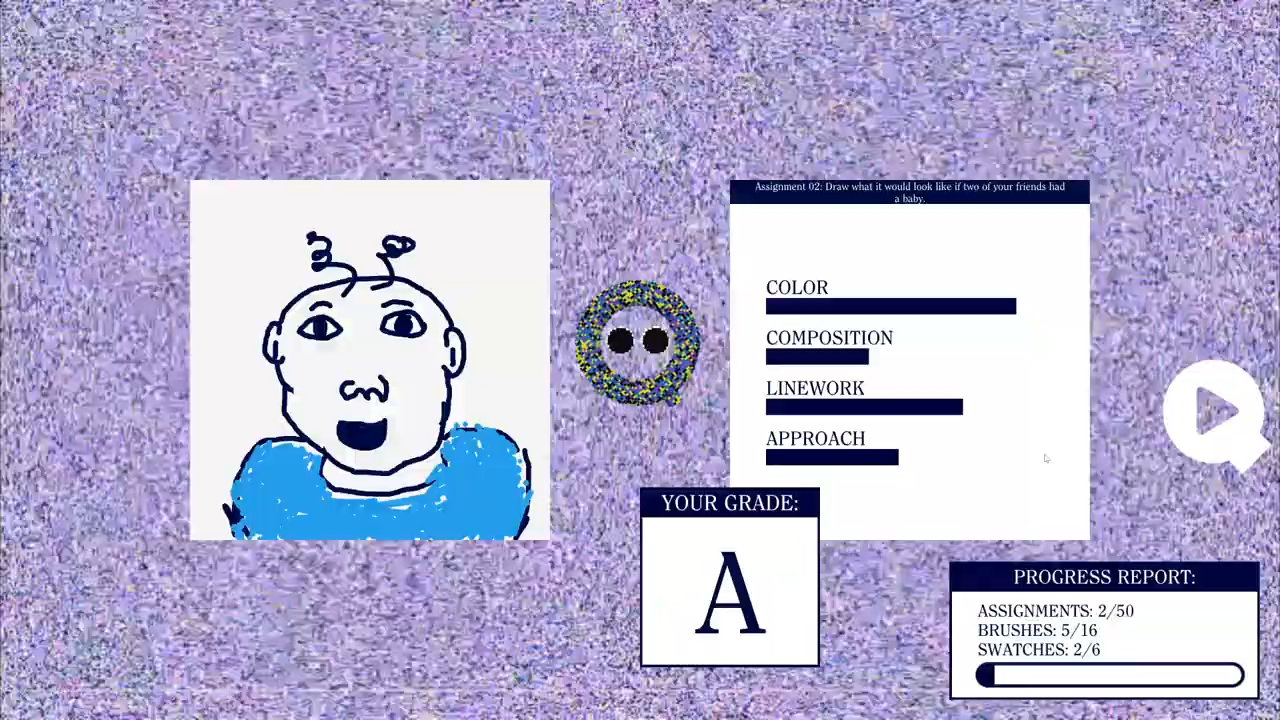 Assignment 02: Draw what it would look like if two of your friends had
a baby.
COLOR
COMPOSITION
LINEWORK
APPROACH
YOUR GRADE:
A
PROGRESS REPORT:
ASSIGNMENTS: 2/50
BRUSHES: 5/16
SWATCHES: 2/6